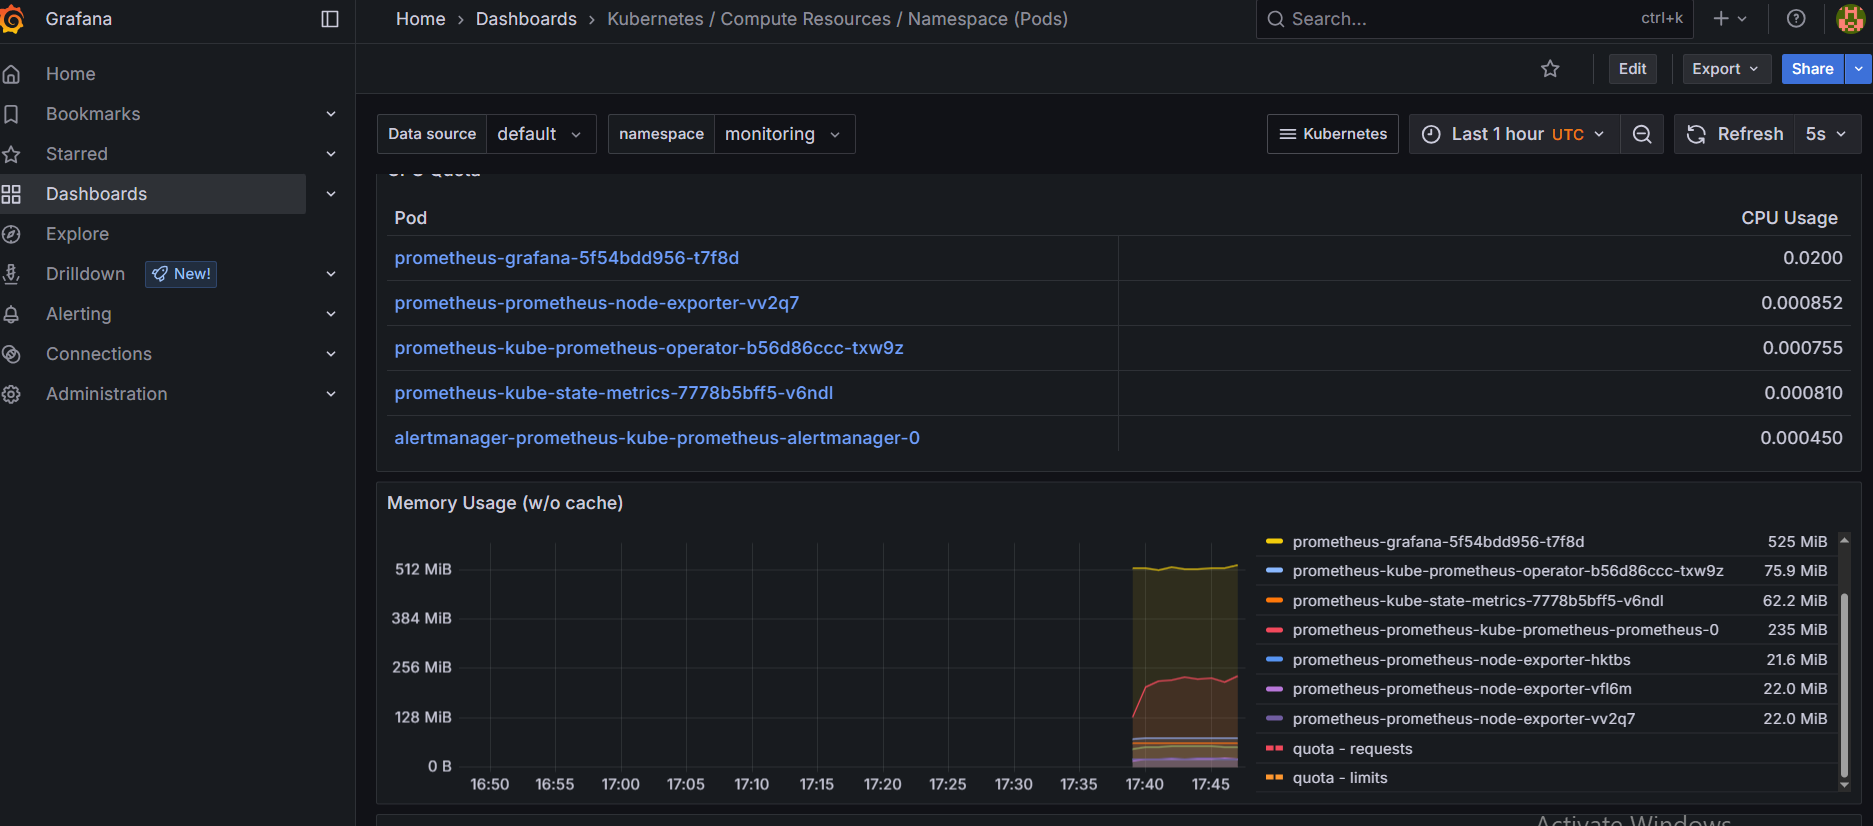 Grafana
Home › Dashboards › Kubernetes / Compute Resources / Namespace (Pods)
Search... ctrl+k
Edit Export Share
Home
Bookmarks
Starred
Dashboards
Explore
Drilldown New!
Alerting
Connections
Administration
Data source default namespace monitoring Kubernetes Last 1 hour UTC Refresh 5s
CPU Quota
Pod CPU Usage
prometheus-grafana-5f54bdd956-t7f8d 0.0200
prometheus-prometheus-node-exporter-vv2q7 0.000852
prometheus-kube-prometheus-operator-b56d86ccc-txw9z 0.000755
prometheus-kube-state-metrics-7778b5bff5-v6ndl 0.000810
alertmanager-prometheus-kube-prometheus-alertmanager-0 0.000450
Memory Usage (w/o cache)
512 MiB
384 MiB
256 MiB
128 MiB
0 B
16:50 16:55 17:00 17:05 17:10 17:15 17:20 17:25 17:30 17:35 17:40 17:45
prometheus-grafana-5f54bdd956-t7f8d 525 MiB
prometheus-kube-prometheus-operator-b56d86ccc-txw9z 75.9 MiB
prometheus-kube-state-metrics-7778b5bff5-v6ndl 62.2 MiB
prometheus-prometheus-kube-prometheus-prometheus-0 235 MiB
prometheus-prometheus-node-exporter-hktbs 21.6 MiB
prometheus-prometheus-node-exporter-vfl6m 22.0 MiB
prometheus-prometheus-node-exporter-vv2q7 22.0 MiB
quota - requests
quota - limits
Activate Windows